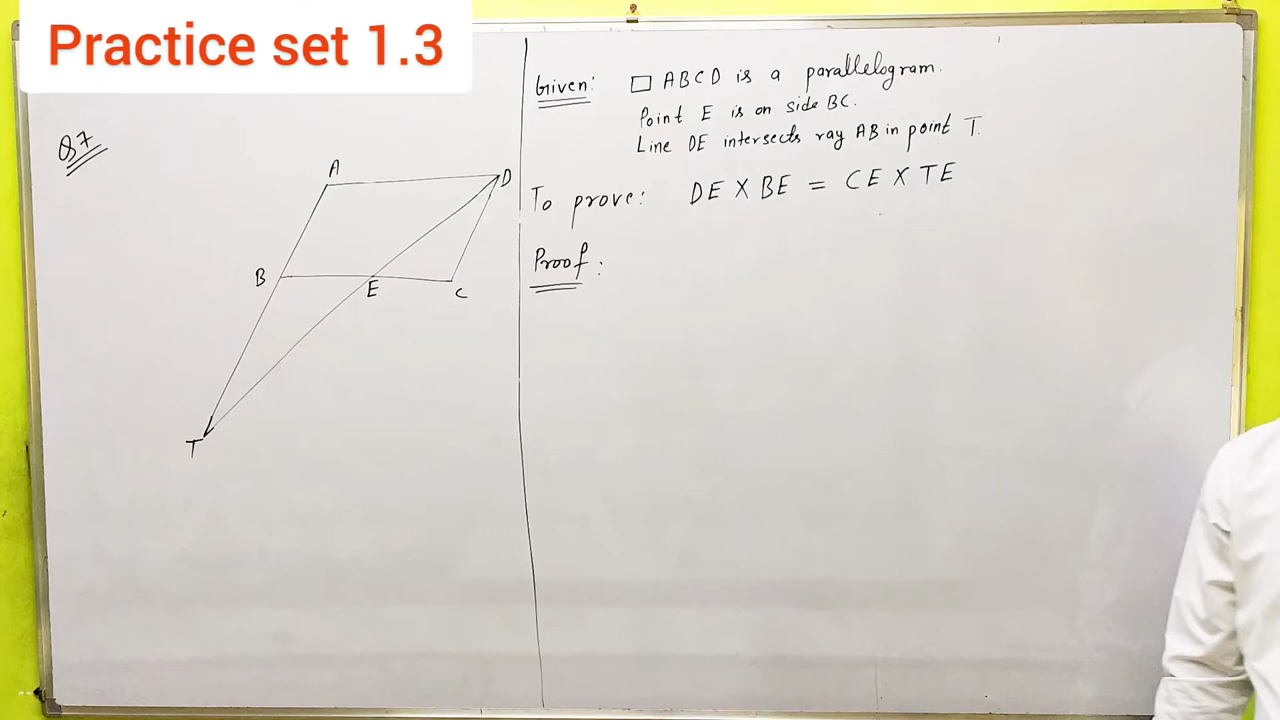 Practice set 1.3
Q7
A
D
B
E
C
T
Given: □ ABCD is a parallelogram.
Point E is on side BC.
Line DE intersects ray AB in point T.
To prove: DE X BE = CE X TE
Proof: